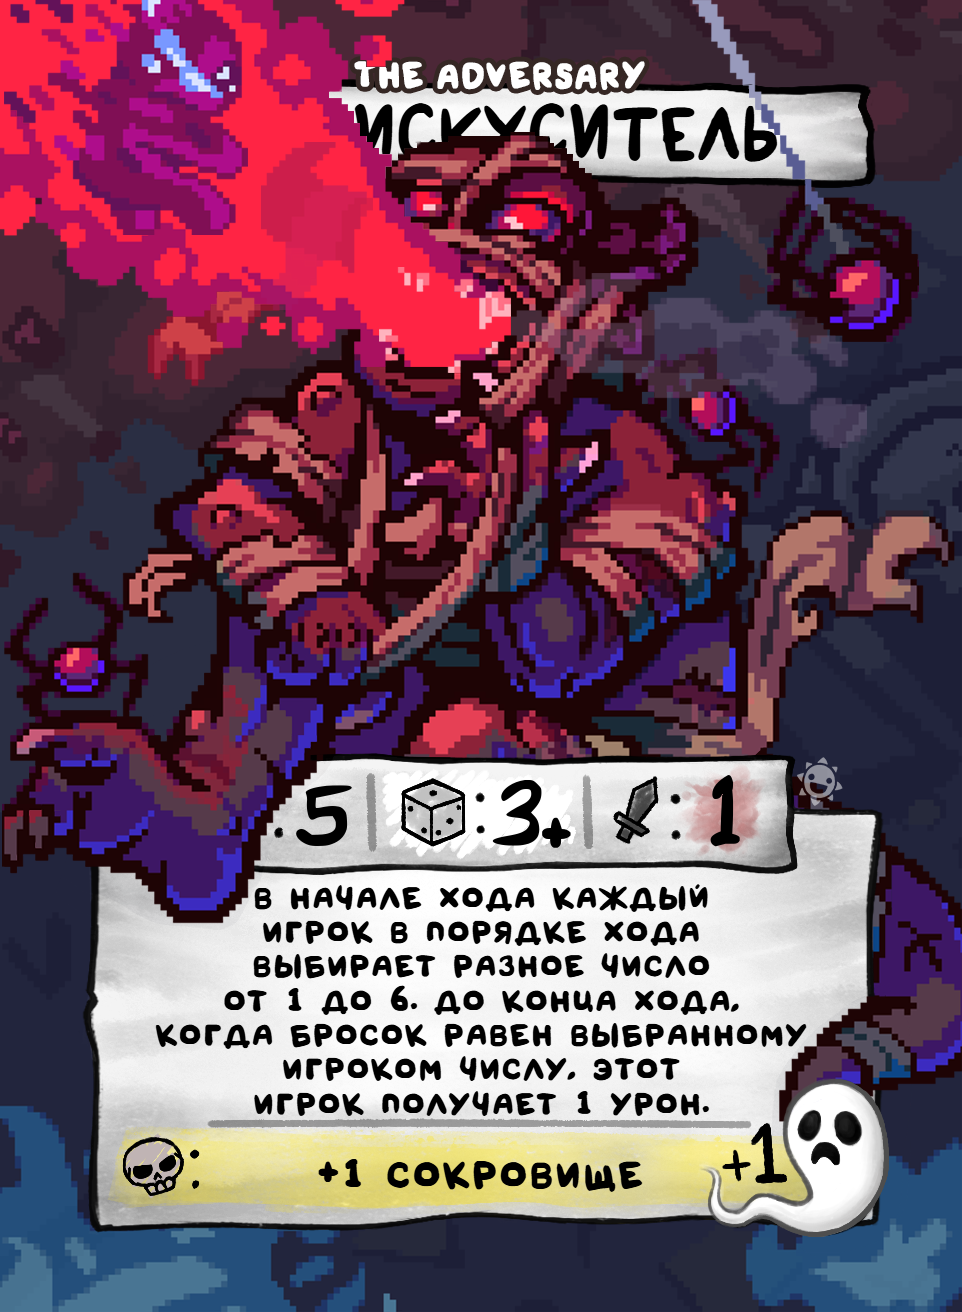 THE ADVERSARY
ИСКУСИТЕЛЬ
:5 :3+ :1
В НАЧАЛЕ ХОДА КАЖДЫЙ
ИГРОК В ПОРЯДКЕ ХОДА
ВЫБИРАЕТ РАЗНОЕ ЧИСЛО
ОТ 1 ДО 6. ДО КОНЦА ХОДА,
КОГДА БРОСОК РАВЕН ВЫБРАННОМУ
ИГРОКОМ ЧИСЛУ, ЭТОТ
ИГРОК ПОЛУЧАЕТ 1 УРОН.
: +1 СОКРОВИЩЕ +1